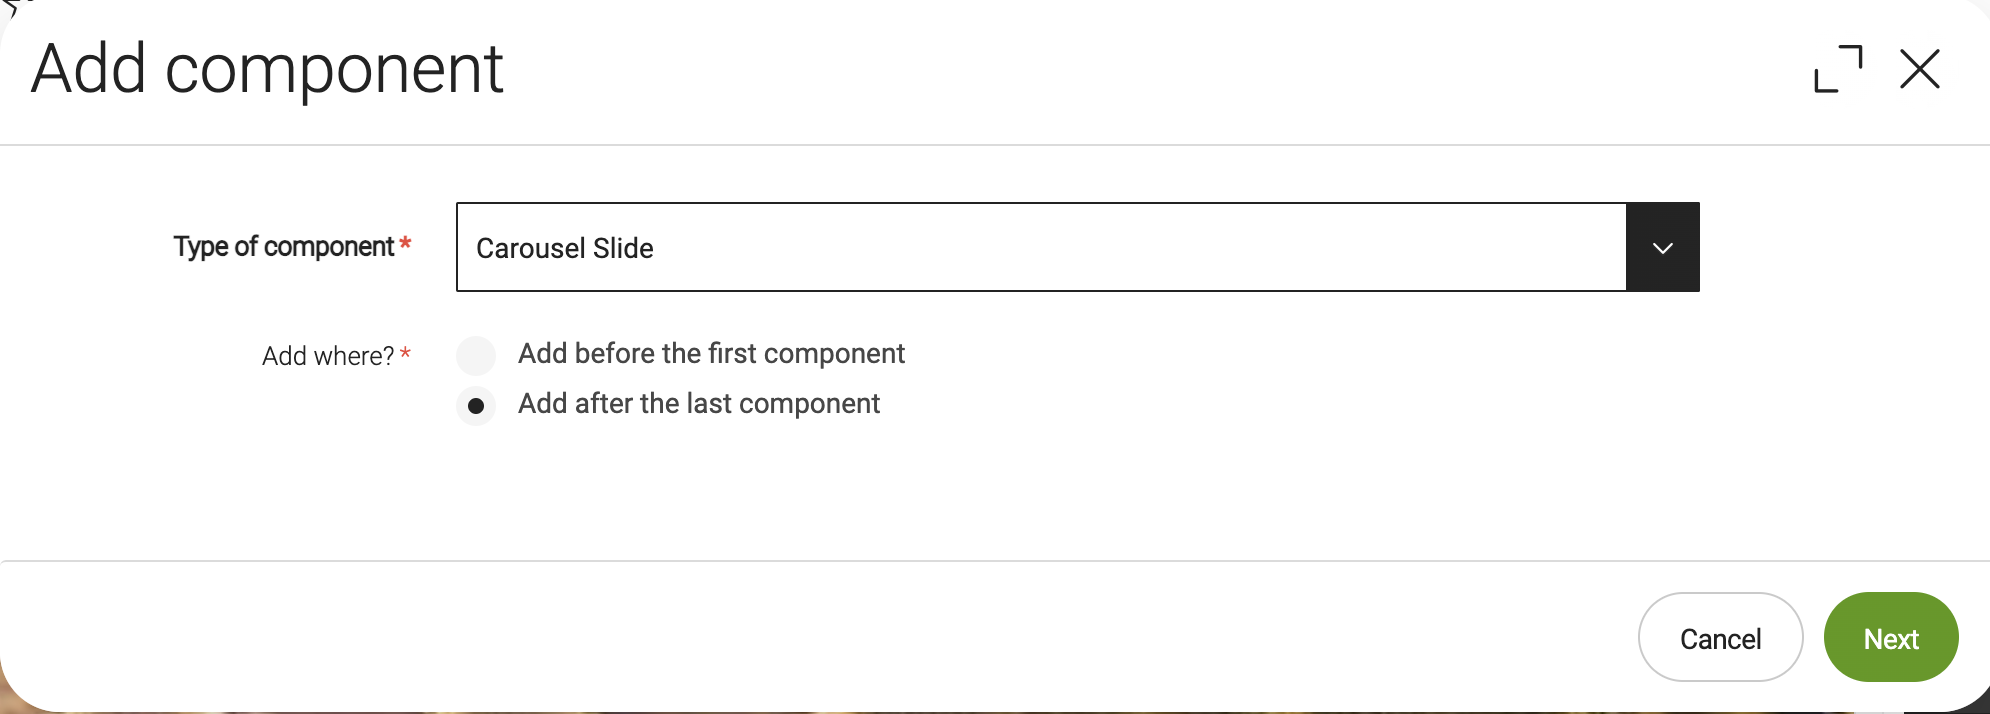 Add component
Type of component *
Carousel Slide
Add where? *
Add before the first component
Add after the last component
Cancel
Next